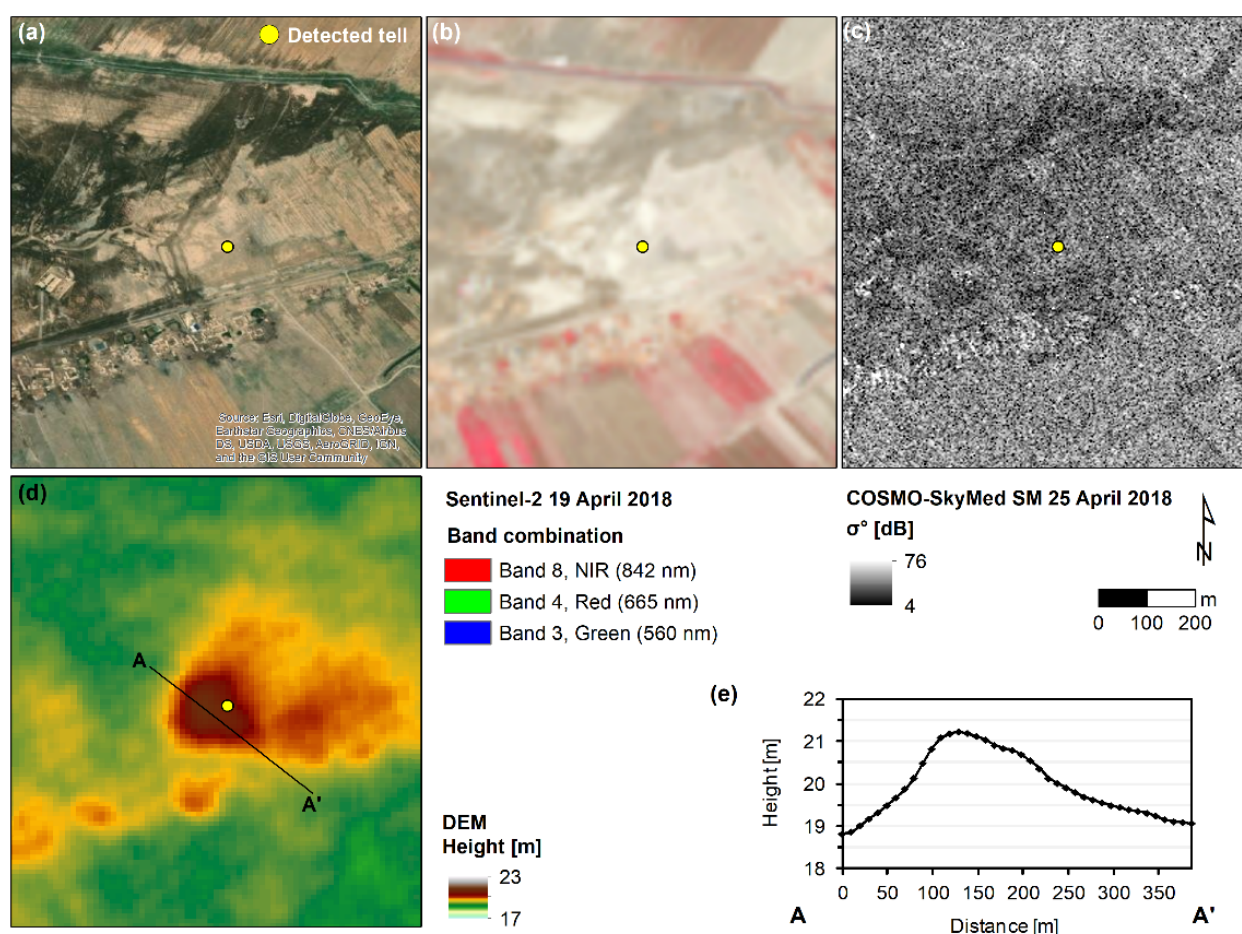 (a)
Detected tell
Source: Esri, DigitalGlobe, GeoEye,
Earthstar Geographics, CNES/Airbus
DS, USDA, USGS, AeroGRID, IGN,
and the GIS User Community
(b)
(c)
(d)
A
A'
Sentinel-2 19 April 2018
Band combination
Band 8, NIR (842 nm)
Band 4, Red (665 nm)
Band 3, Green (560 nm)
COSMO-SkyMed SM 25 April 2018
σ° [dB]
76
4
N
m
0 100 200
DEM
Height [m]
23
17
(e)
22
21
20
19
18
Height [m]
0 50 100 150 200 250 300 350
A
Distance [m]
A'